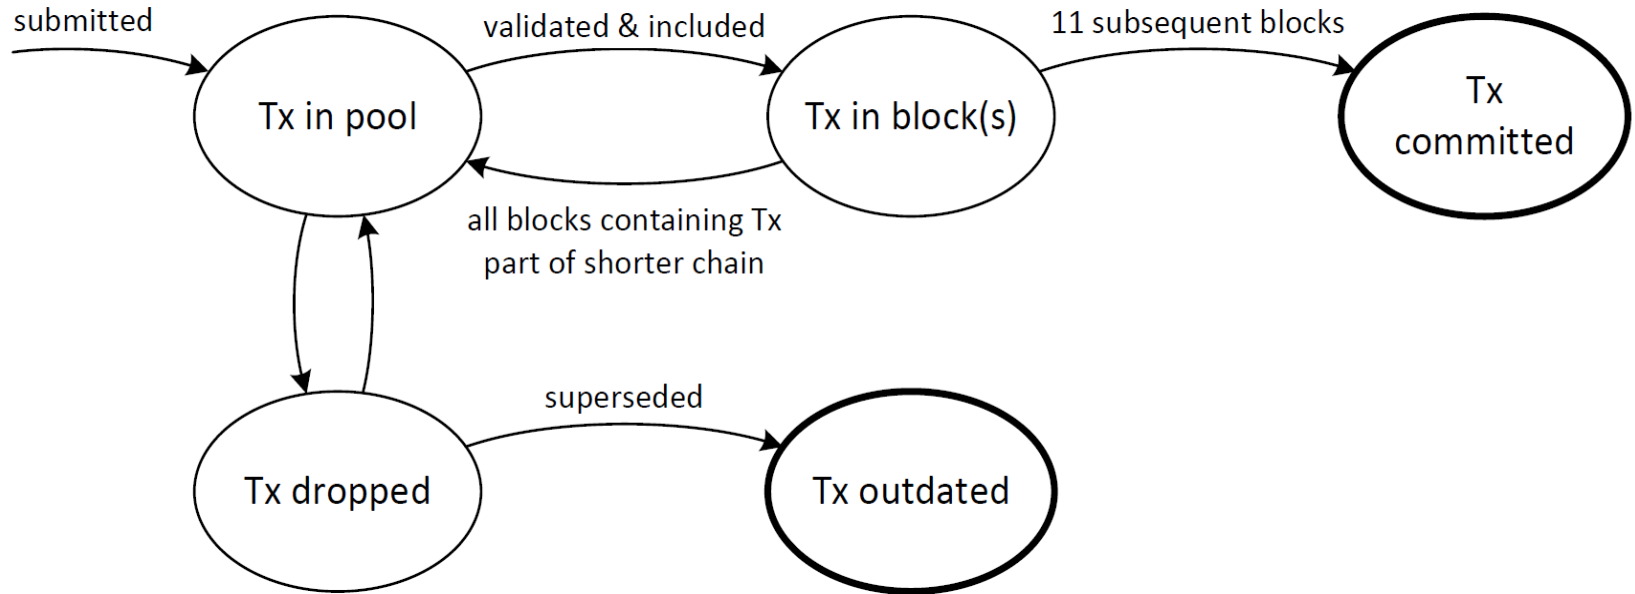 submitted
validated & included
11 subsequent blocks
Tx in pool
Tx in block(s)
Tx
committed
all blocks containing Tx
part of shorter chain
superseded
Tx dropped
Tx outdated